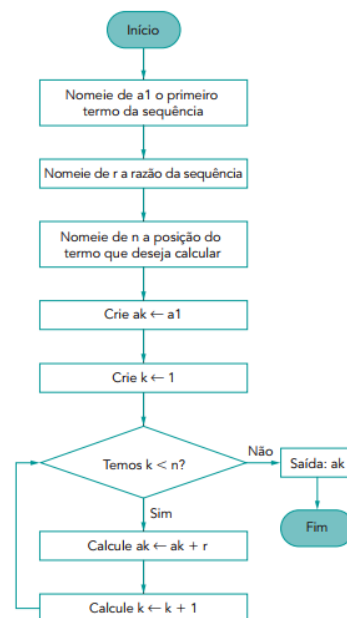 Início
Nomeie de a1 o primeiro
termo da sequência
Nomeie de r a razão da sequência
Nomeie de n a posição do
termo que deseja calcular
Crie ak ← a1
Crie k ← 1
Temos k < n?
Não
Saída: ak
Fim
Sim
Calcule ak ← ak + r
Calcule k ← k + 1